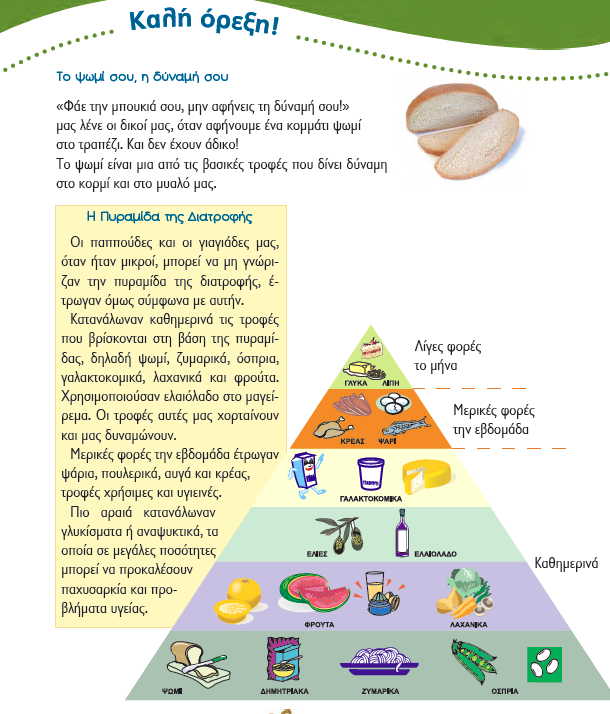 Καλή όρεξη!
Το ψωμί σου, η δύναμή σου
«Φάε την μπουκιά σου, μην αφήνεις τη δύναμή σου!»
μας λένε οι δικοί μας, όταν αφήνουμε ένα κομμάτι ψωμί
στο τραπέζι. Και δεν έχουν άδικο!
Το ψωμί είναι μια από τις βασικές τροφές που δίνει δύναμη
στο κορμί και στο μυαλό μας.
Η Πυραμίδα της Διατροφής
Οι παππούδες και οι γιαγιάδες μας,
όταν ήταν μικροί, μπορεί να μη γνώρι-
ζαν την πυραμίδα της διατροφής, έ-
τρωγαν όμως σύμφωνα με αυτήν.
Κατανάλωναν καθημερινά τις τροφές
που βρίσκονται στη βάση της πυραμί-
δας, δηλαδή ψωμί, ζυμαρικά, όσπρια,
γαλακτοκομικά, λαχανικά και φρούτα.
Χρησιμοποιούσαν ελαιόλαδο στο μαγεί-
ρεμα. Οι τροφές αυτές μας χορταίνουν
και μας δυναμώνουν.
Μερικές φορές την εβδομάδα έτρωγαν
ψάρια, πουλερικά, αυγά και κρέας,
τροφές χρήσιμες και υγιεινές.
Πιο αραιά κατανάλωναν
γλυκίσματα ή αναψυκτικά, τα
οποία σε μεγάλες ποσότητες
μπορεί να προκαλέσουν
παχυσαρκία και προ-
βλήματα υγείας.
Λίγες φορές
το μήνα
ΓΛΥΚΑ ΛΙΠΗ
Μερικές φορές
την εβδομάδα
ΚΡΕΑΣ ΨΑΡΙ
ΓΑΛΑΚΤΟΚΟΜΙΚΑ
ΕΛΙΕΣ ΕΛΑΙΟΛΑΔΟ
Καθημερινά
ΦΡΟΥΤΑ ΛΑΧΑΝΙΚΑ
ΨΩΜΙ ΔΗΜΗΤΡΙΑΚΑ ΖΥΜΑΡΙΚΑ ΟΣΠΡΙΑ